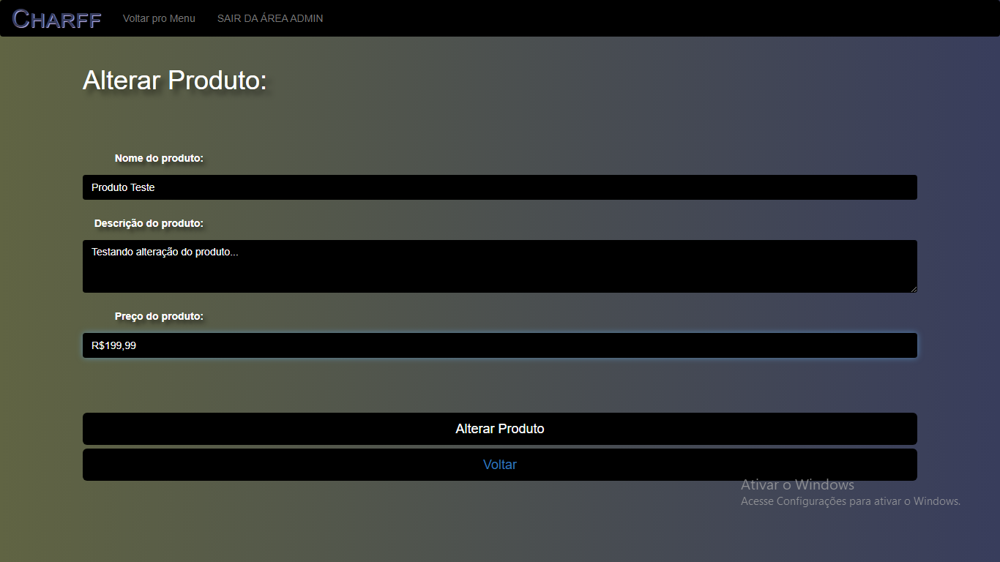 CHARFF Voltar pro Menu SAIR DA ÁREA ADMIN
Alterar Produto:
Nome do produto:
Produto Teste
Descrição do produto:
Testando alteração do produto...
Preço do produto:
R$199,99
Alterar Produto
Voltar
Ativar o Windows
Acesse Configurações para ativar o Windows.